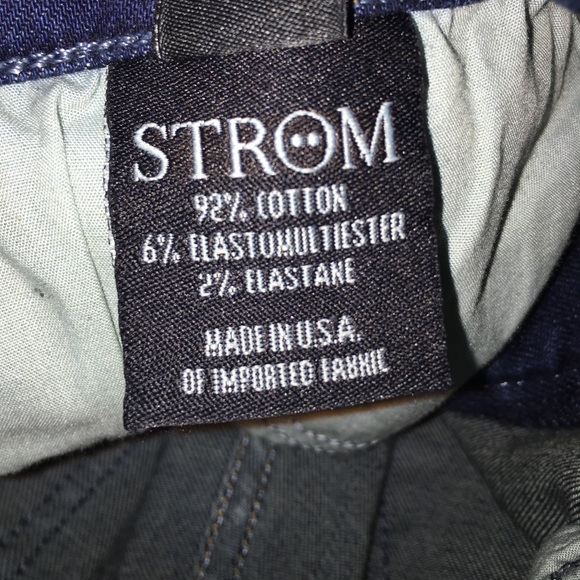 STROM
92% COTTON
6% ELASTOMULTIESTER
2% ELASTANE
MADE IN U.S.A.
OF IMPORTED FABRIC